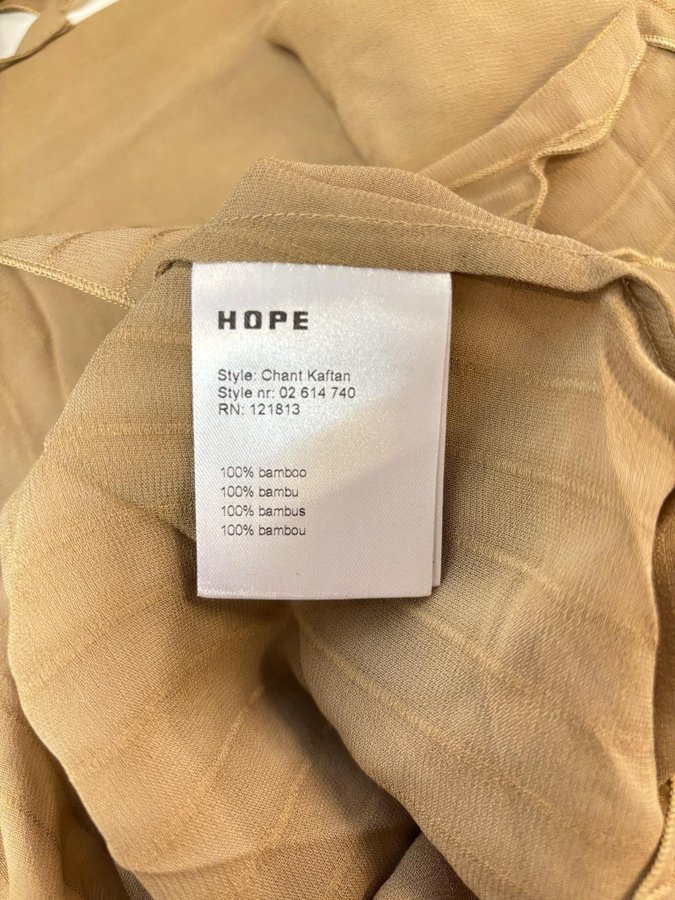 HOPE
Style: Chant Kaftan
Style nr: 02 614 740
RN: 121813
100% bamboo
100% bambu
100% bambus
100% bambou